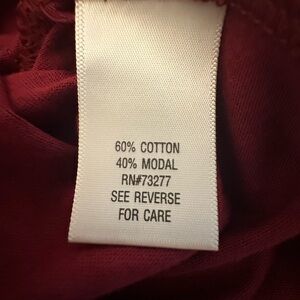 60% COTTON
40% MODAL
RN#73277
SEE REVERSE
FOR CARE